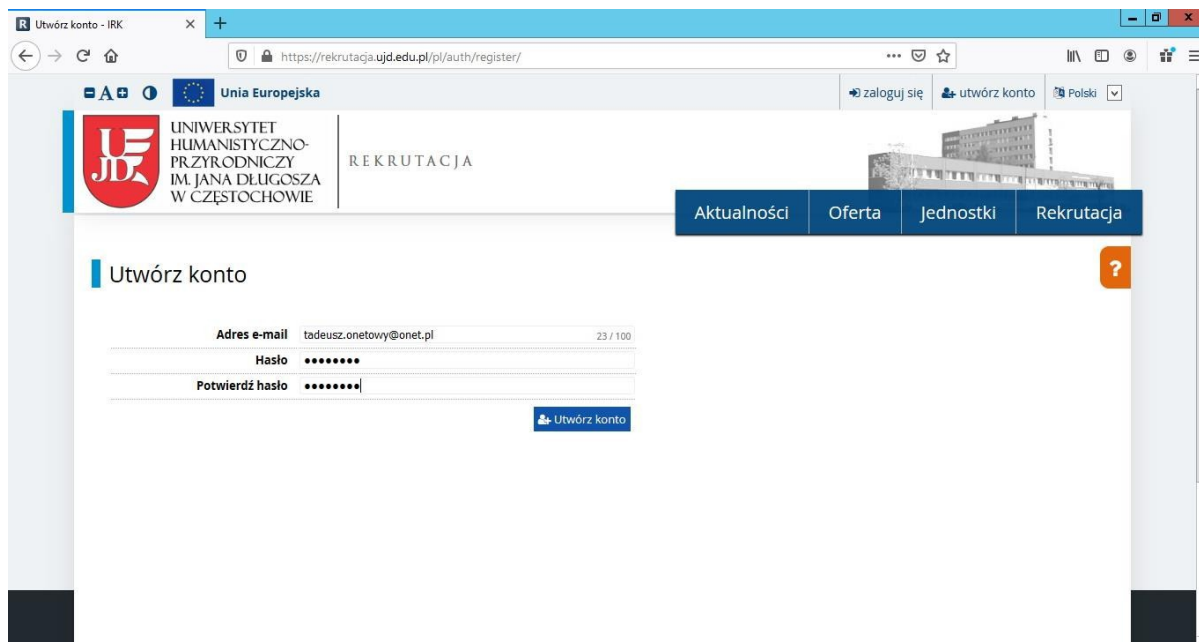 R Utwórz konto - IRK
https://rekrutacja.ujd.edu.pl/pl/auth/register/
A
Unia Europejska
zaloguj się
utwórz konto
Polski
UJD
UNIWERSYTET
HUMANISTYCZNO-
PRZYRODNICZY
IM. JANA DŁUGOSZA
W CZĘSTOCHOWIE
REKRUTACJA
Aktualności
Oferta
Jednostki
Rekrutacja
?
Utwórz konto
Adres e-mail tadeusz.onetowy@onet.pl 23 / 100
Hasło ••••••••
Potwierdź hasło ••••••••
Utwórz konto